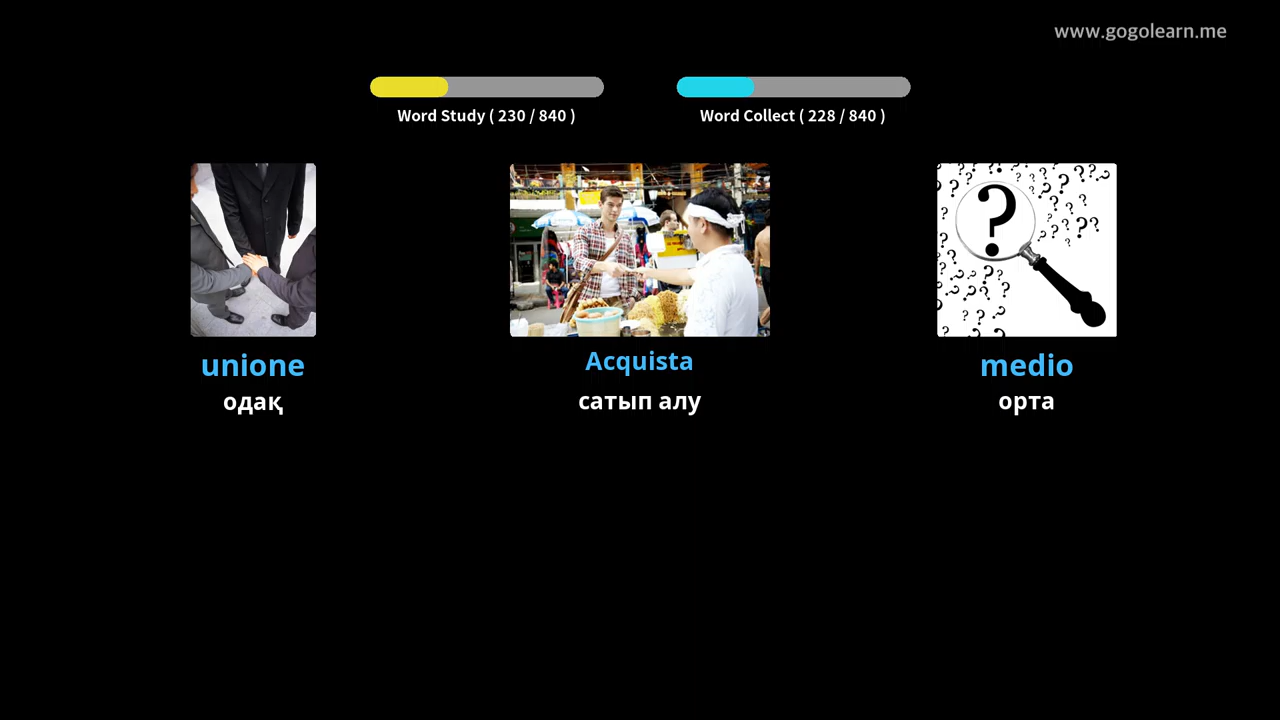 www.gogolearn.me
Word Study ( 230 / 840 )
Word Collect ( 228 / 840 )
unione
Acquista
medio
одақ
сатып алу
орта